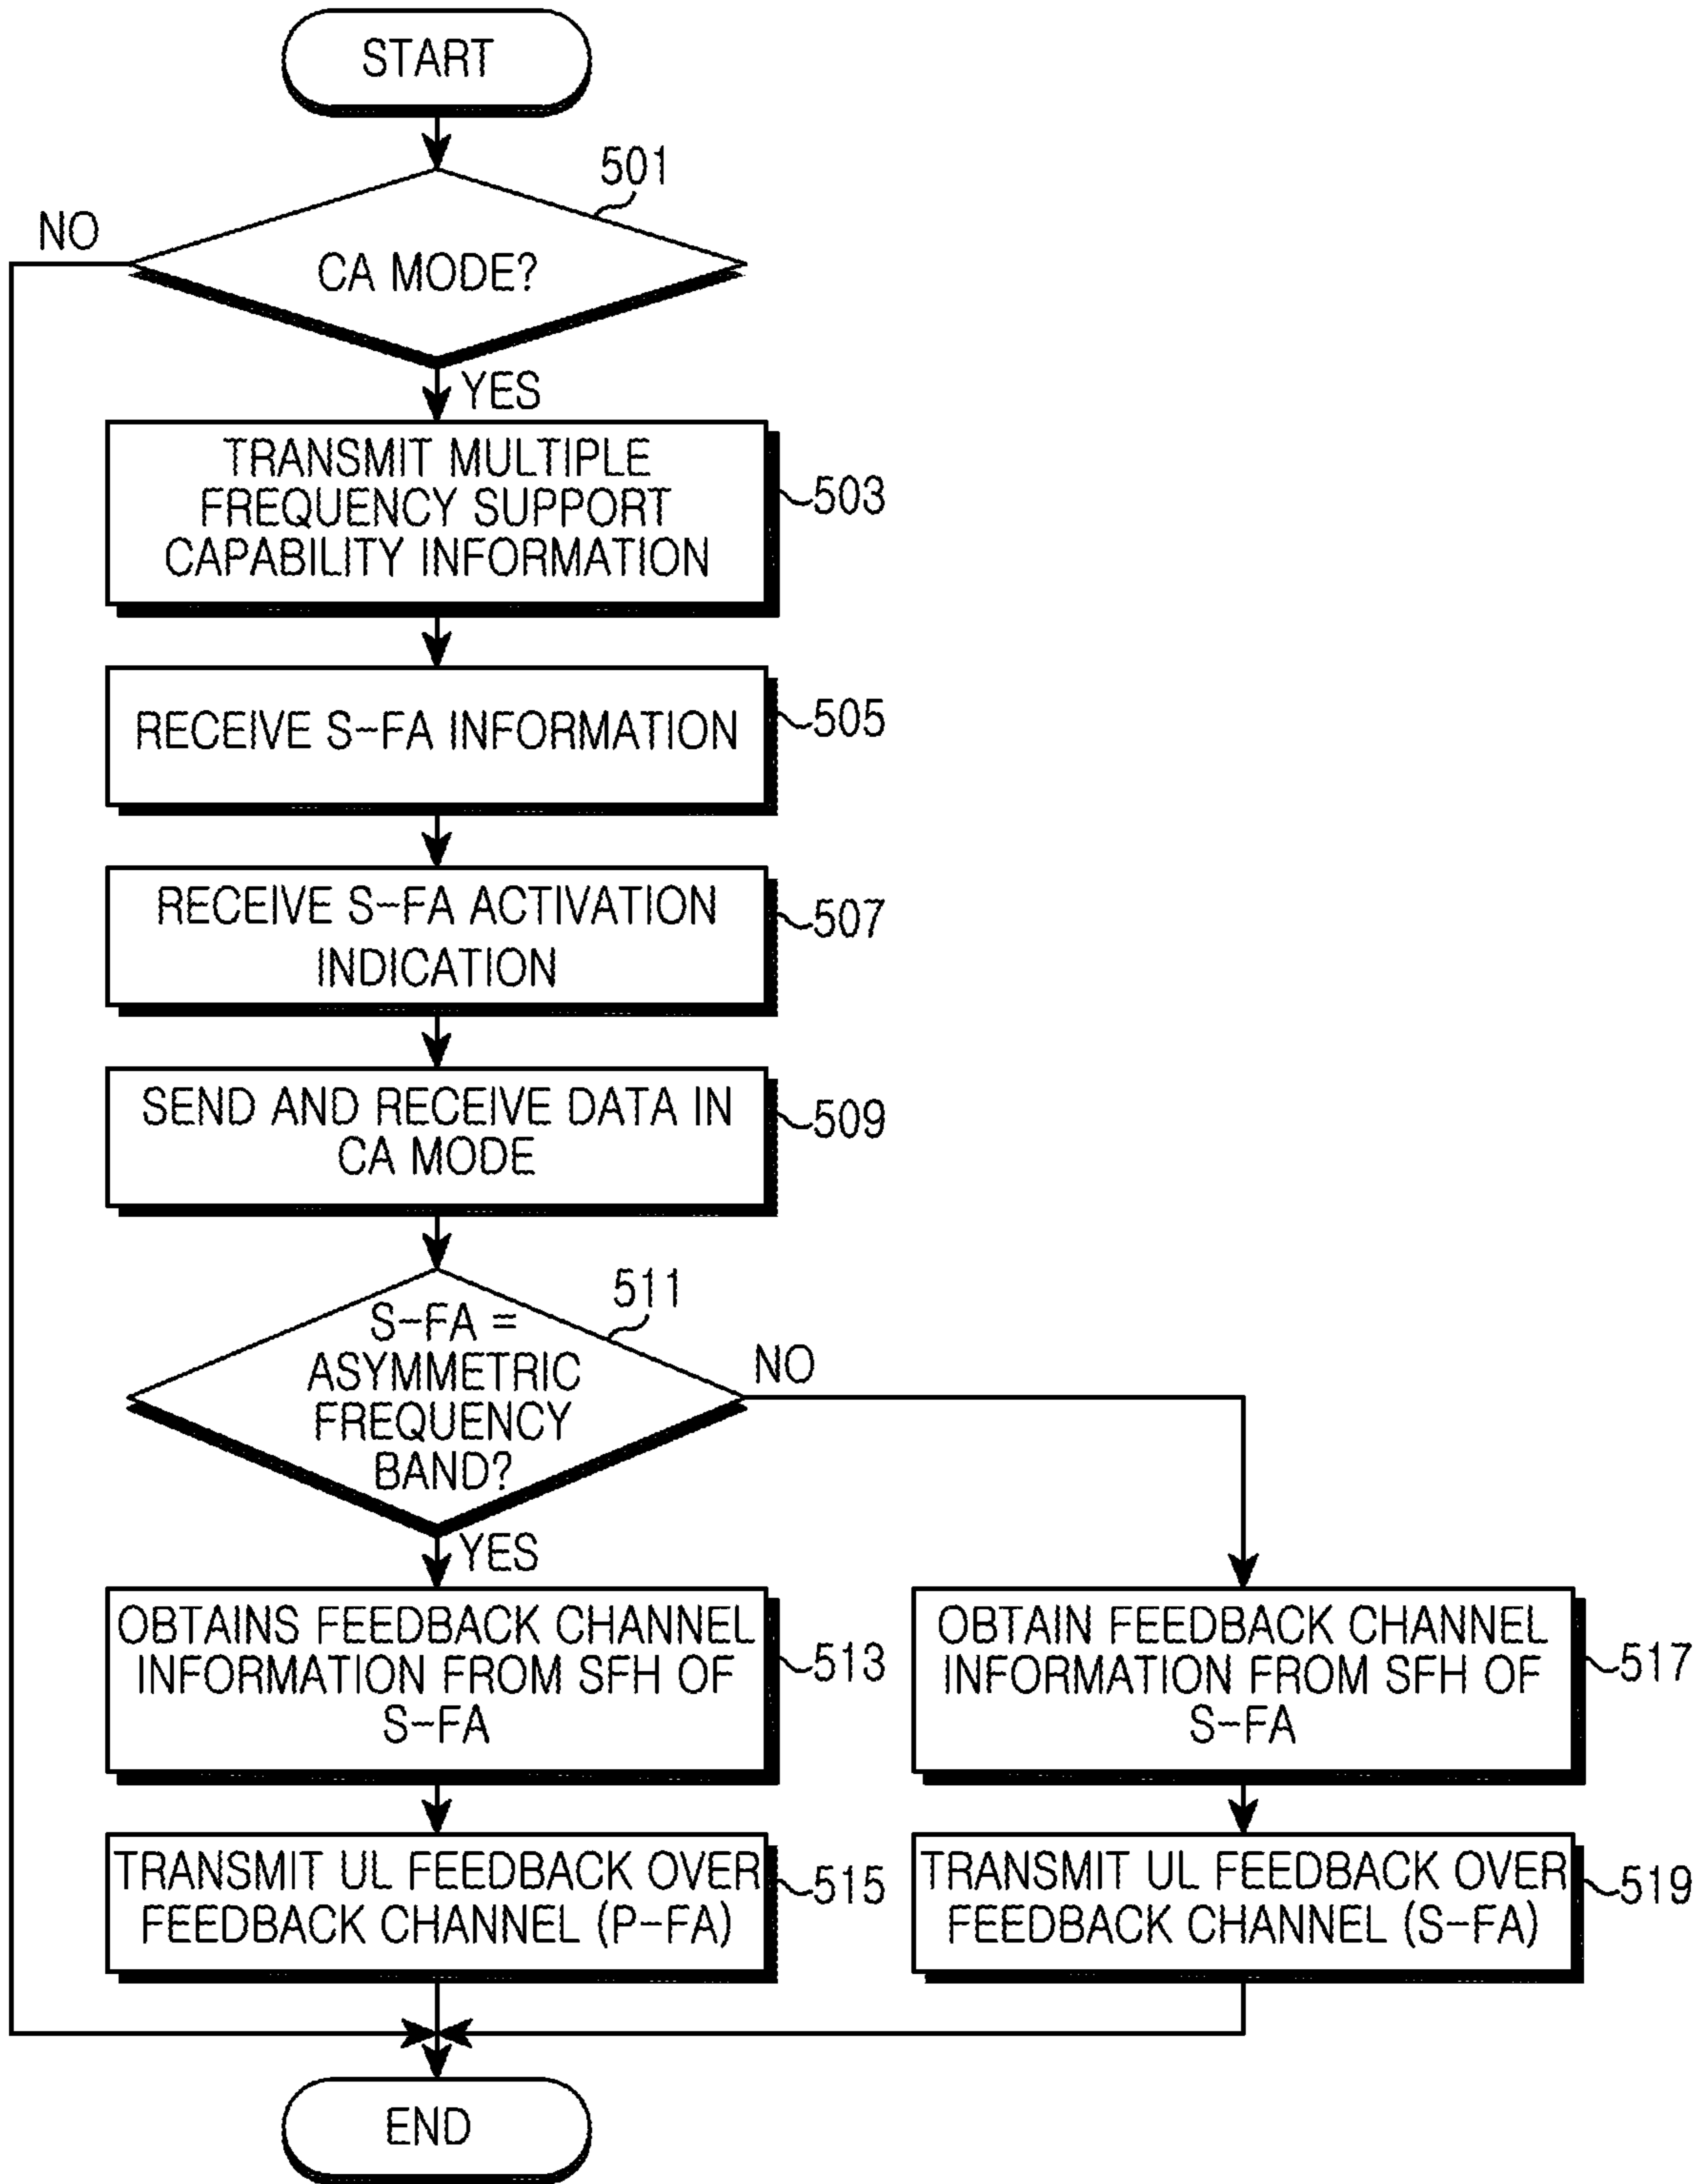 START
501
NO
CA MODE?
YES
TRANSMIT MULTIPLE
FREQUENCY SUPPORT
CAPABILITY INFORMATION
503
RECEIVE S-FA INFORMATION
505
RECEIVE S-FA ACTIVATION
INDICATION
507
SEND AND RECEIVE DATA IN
CA MODE
509
511
S-FA =
ASYMMETRIC
FREQUENCY
BAND?
NO
YES
OBTAINS FEEDBACK CHANNEL
INFORMATION FROM SFH OF
S-FA
513
OBTAIN FEEDBACK CHANNEL
INFORMATION FROM SFH OF
S-FA
517
TRANSMIT UL FEEDBACK OVER
FEEDBACK CHANNEL (P-FA)
515
TRANSMIT UL FEEDBACK OVER
FEEDBACK CHANNEL (S-FA)
519
END